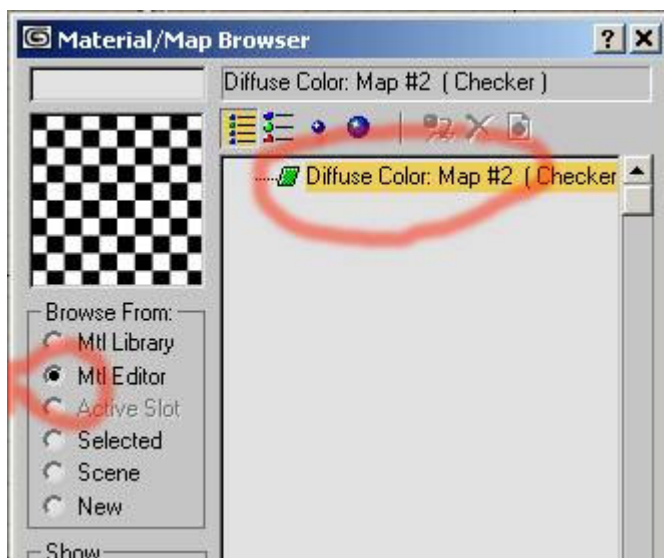 Material/Map Browser
Diffuse Color: Map #2 ( Checker )
Diffuse Color: Map #2 ( Checker
Browse From:
Mtl Library
Mtl Editor
Active Slot
Selected
Scene
New
Show